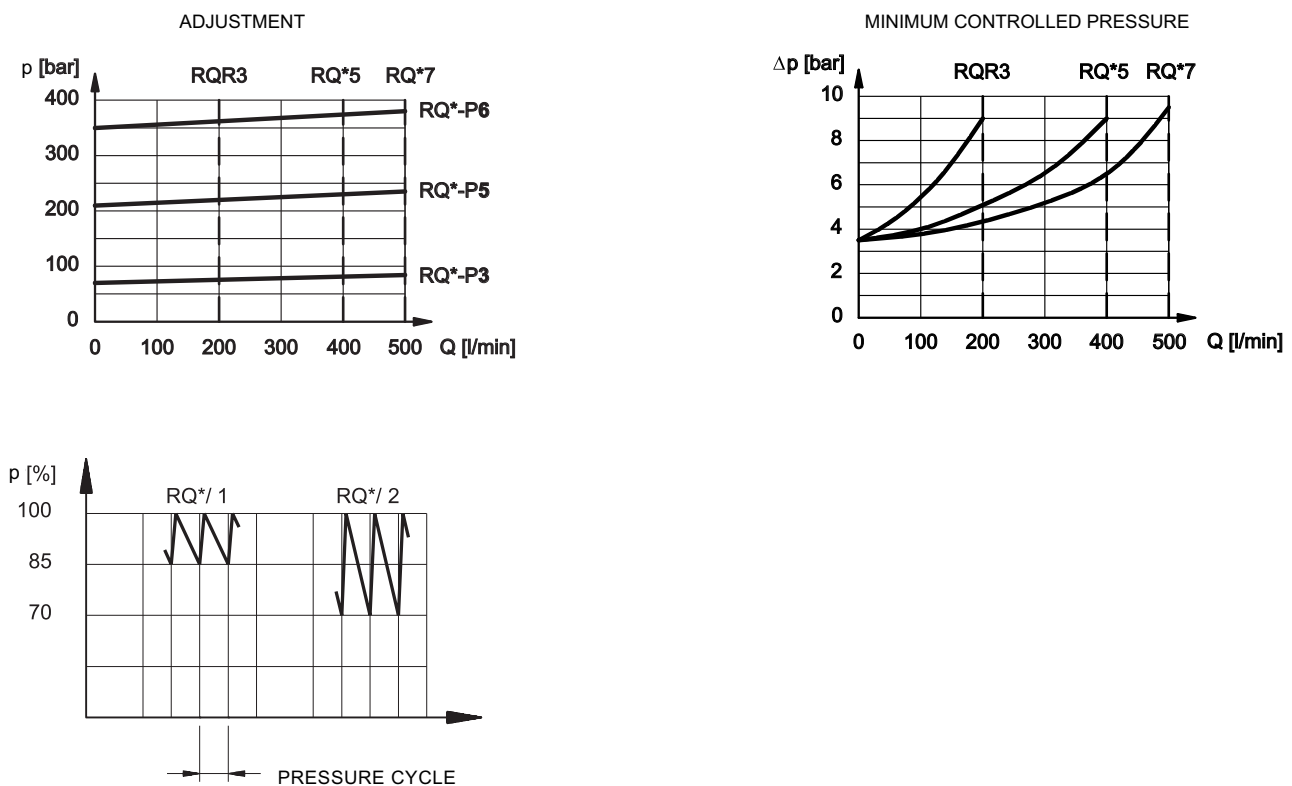 ADJUSTMENT
p [bar]
RQR3 RQ*5 RQ*7
400
300
200
100
0
RQ*-P6
RQ*-P5
RQ*-P3
0 100 200 300 400 500 Q [l/min]
MINIMUM CONTROLLED PRESSURE
Δp [bar]
RQR3 RQ*5 RQ*7
10
8
6
4
2
0
0 100 200 300 400 500 Q [l/min]
p [%]
RQ*/ 1 RQ*/ 2
100
85
70
PRESSURE CYCLE